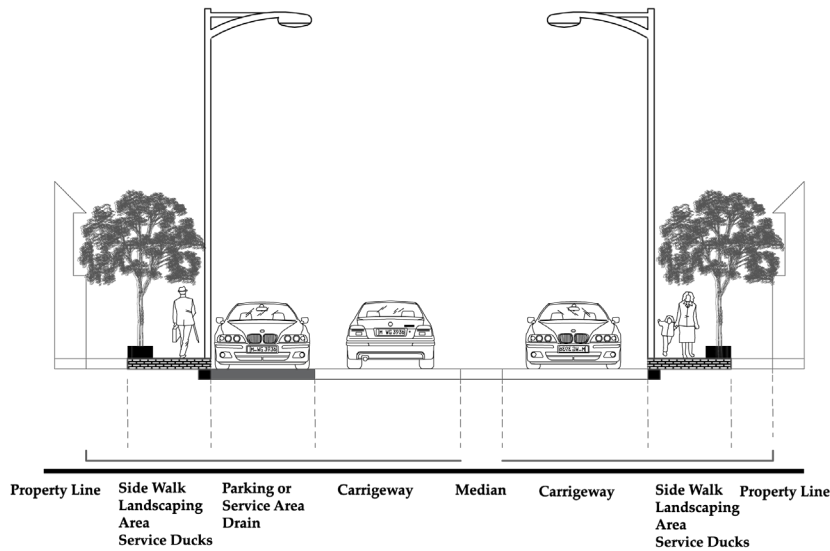 Property Line
Side Walk
Landscaping
Area
Service Ducks
Parking or
Service Area
Drain
Carrigeway
Median
Carrigeway
Side Walk
Landscaping
Area
Service Ducks
Property Line